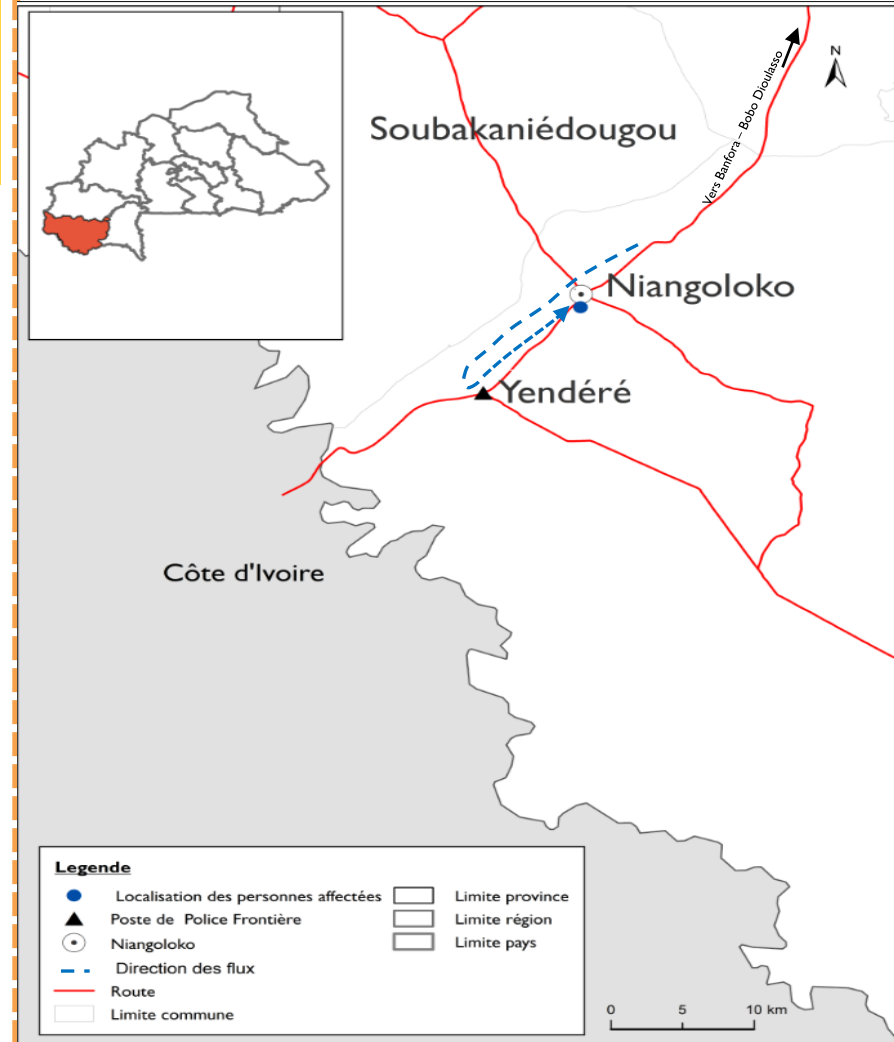 Vers Banfora – Bobo Dioulasso
N
Soubakaniédougou
Niangoloko
Yendéré
Côte d'Ivoire
Legende
Localisation des personnes affectées
Poste de Police Frontière
Niangoloko
Direction des flux
Route
Limite commune
Limite province
Limite région
Limite pays
0 5 10 km